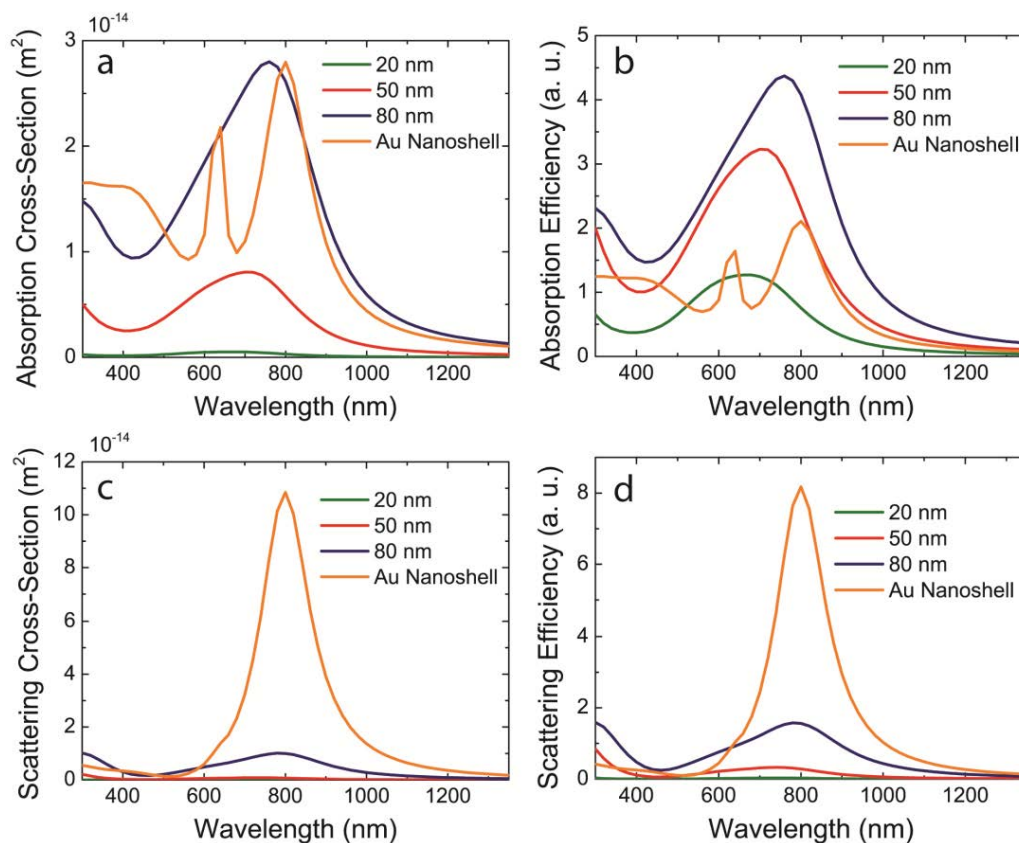 10⁻¹⁴
a
Absorption Cross-Section (m²)
3
2
1
0
20 nm
50 nm
80 nm
Au Nanoshell
400 600 800 1000 1200
Wavelength (nm)
b
Absorption Efficiency (a. u.)
5
4
3
2
1
0
20 nm
50 nm
80 nm
Au Nanoshell
400 600 800 1000 1200
Wavelength (nm)
10⁻¹⁴
c
Scattering Cross-Section (m²)
12
10
8
6
4
2
0
20 nm
50 nm
80 nm
Au Nanoshell
400 600 800 1000 1200
Wavelength (nm)
d
Scattering Efficiency (a. u.)
8
6
4
2
0
20 nm
50 nm
80 nm
Au Nanoshell
400 600 800 1000 1200
Wavelength (nm)